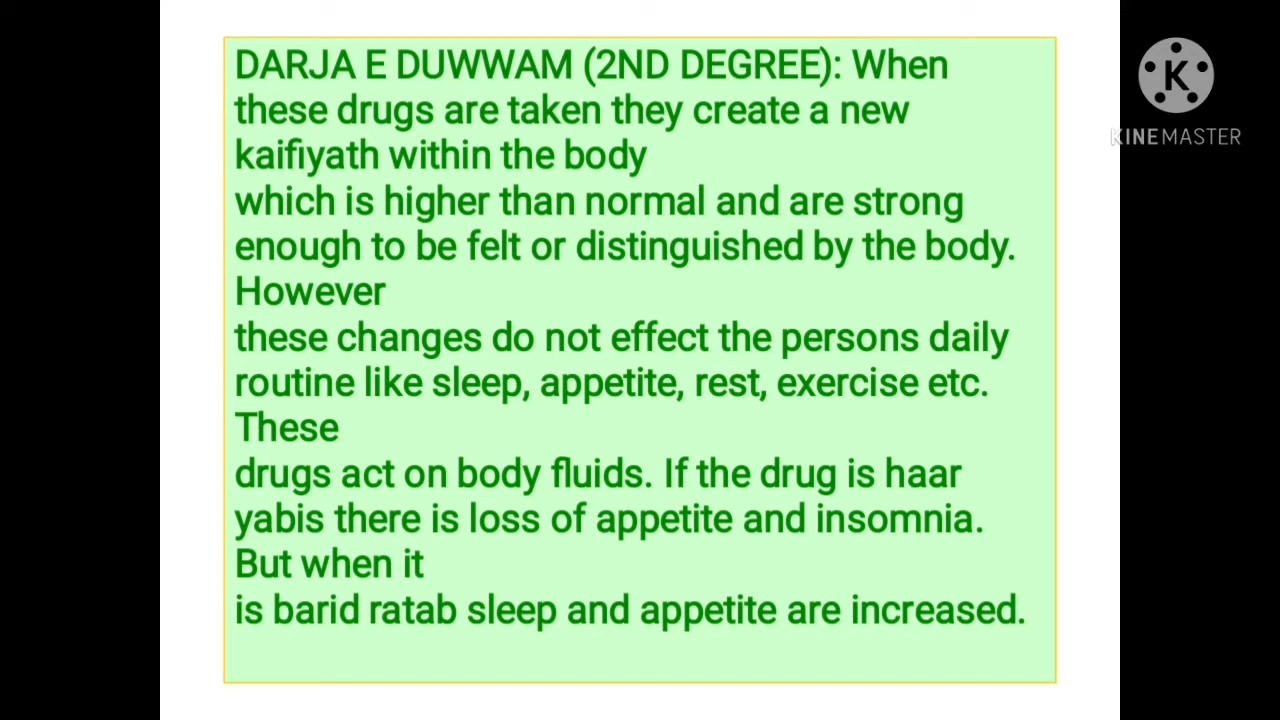 DARJA E DUWWAM (2ND DEGREE): When
these drugs are taken they create a new
kaifiyath within the body
which is higher than normal and are strong
enough to be felt or distinguished by the body.
However
these changes do not effect the persons daily
routine like sleep, appetite, rest, exercise etc.
These
drugs act on body fluids. If the drug is haar
yabis there is loss of appetite and insomnia.
But when it
is barid ratab sleep and appetite are increased.
K
KINEMASTER